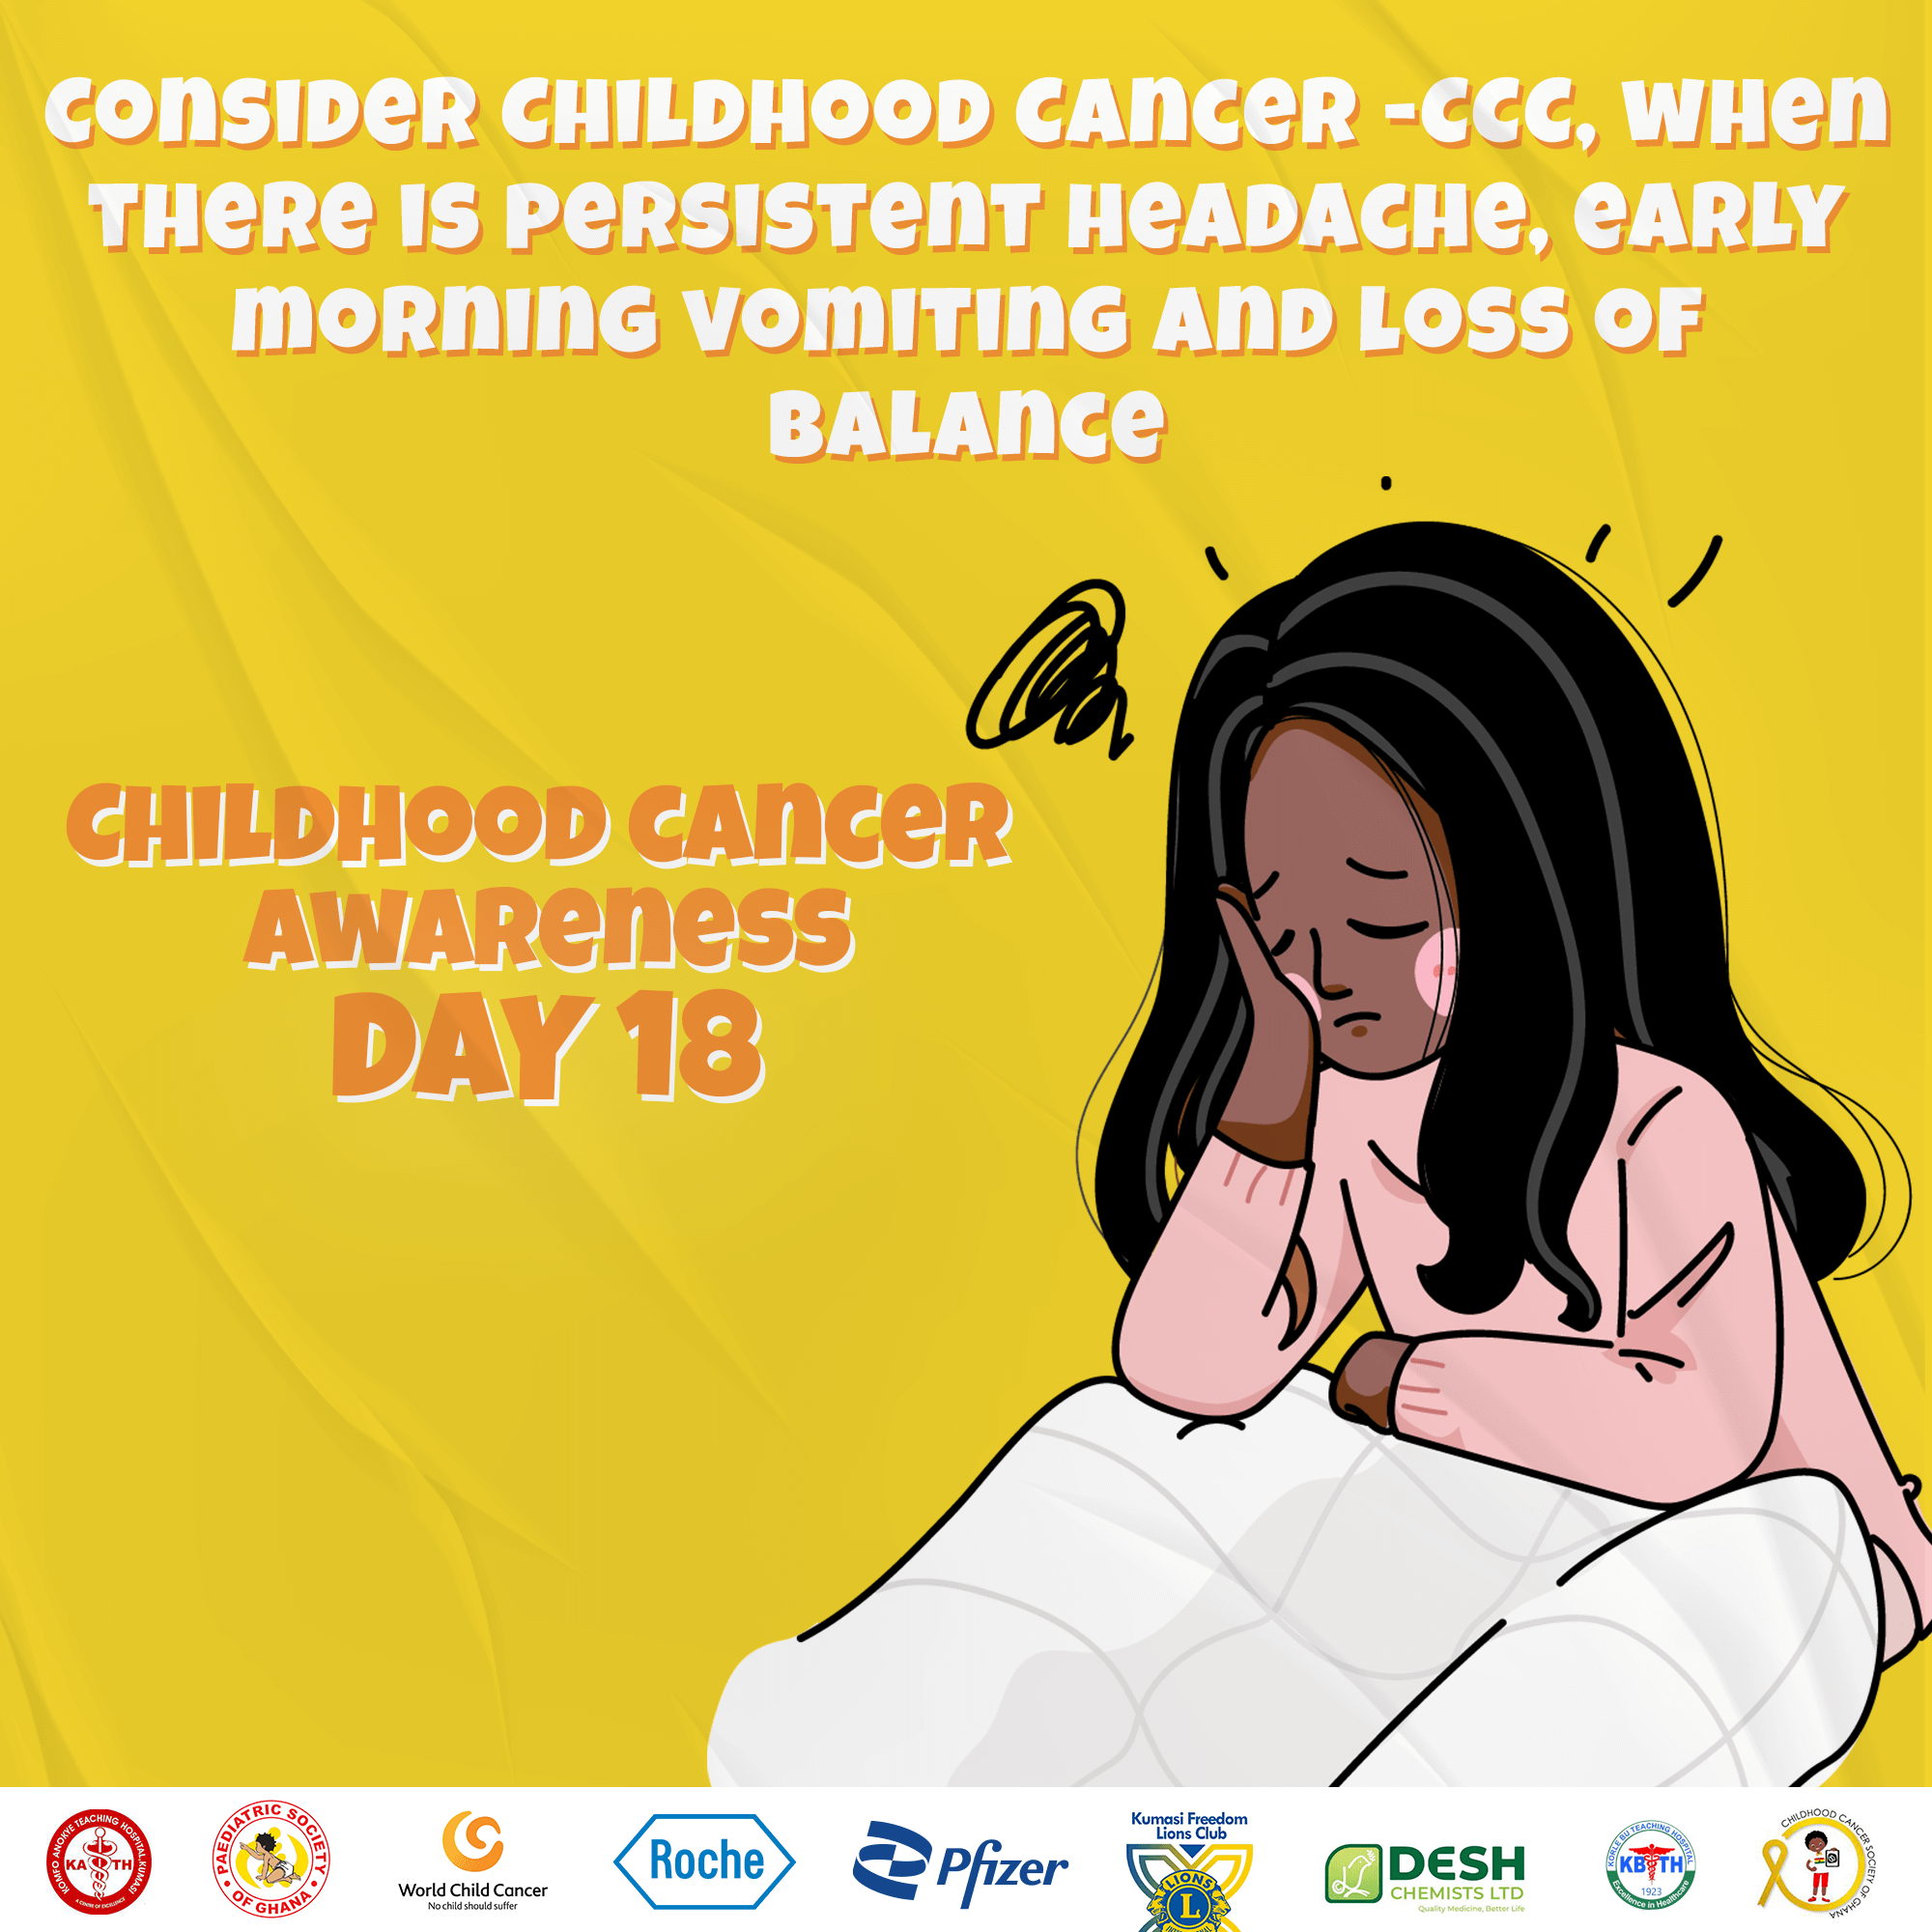 CONSIDER CHILDHOOD CANCER -CCC, WHEN
THERE IS PERSISTENT HEADACHE, EARLY
MORNING VOMITING AND LOSS OF
BALANCE
CHILDHOOD CANCER
AWARENESS
DAY 18
KOMFO ANOKYE TEACHING HOSPITAL, KUMASI
KATH
A CENTRE OF EXCELLENCE
PAEDIATRIC SOCIETY
OF GHANA
World Child Cancer
No child should suffer
Roche
Pfizer
Kumasi Freedom
Lions Club
LIONS
L
DESH
CHEMISTS LTD
Quality Medicine, Better Life
KORLE BU TEACHING HOSPITAL
KBTH
1923
Excellence in Healthcare
CHILDHOOD CANCER SOCIETY OF GHANA